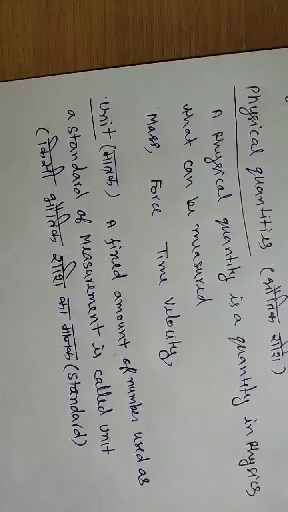 Physical quantities (भौतिक राशि)
A Physical quantity is a quantity in Physics
that can be measured
Mass, Force Time Velocity,
Unit (मात्रक) A fixed amount of number used as
a standard of Measurement is called unit
(किसी भौतिक राशि का मानक (Standard)